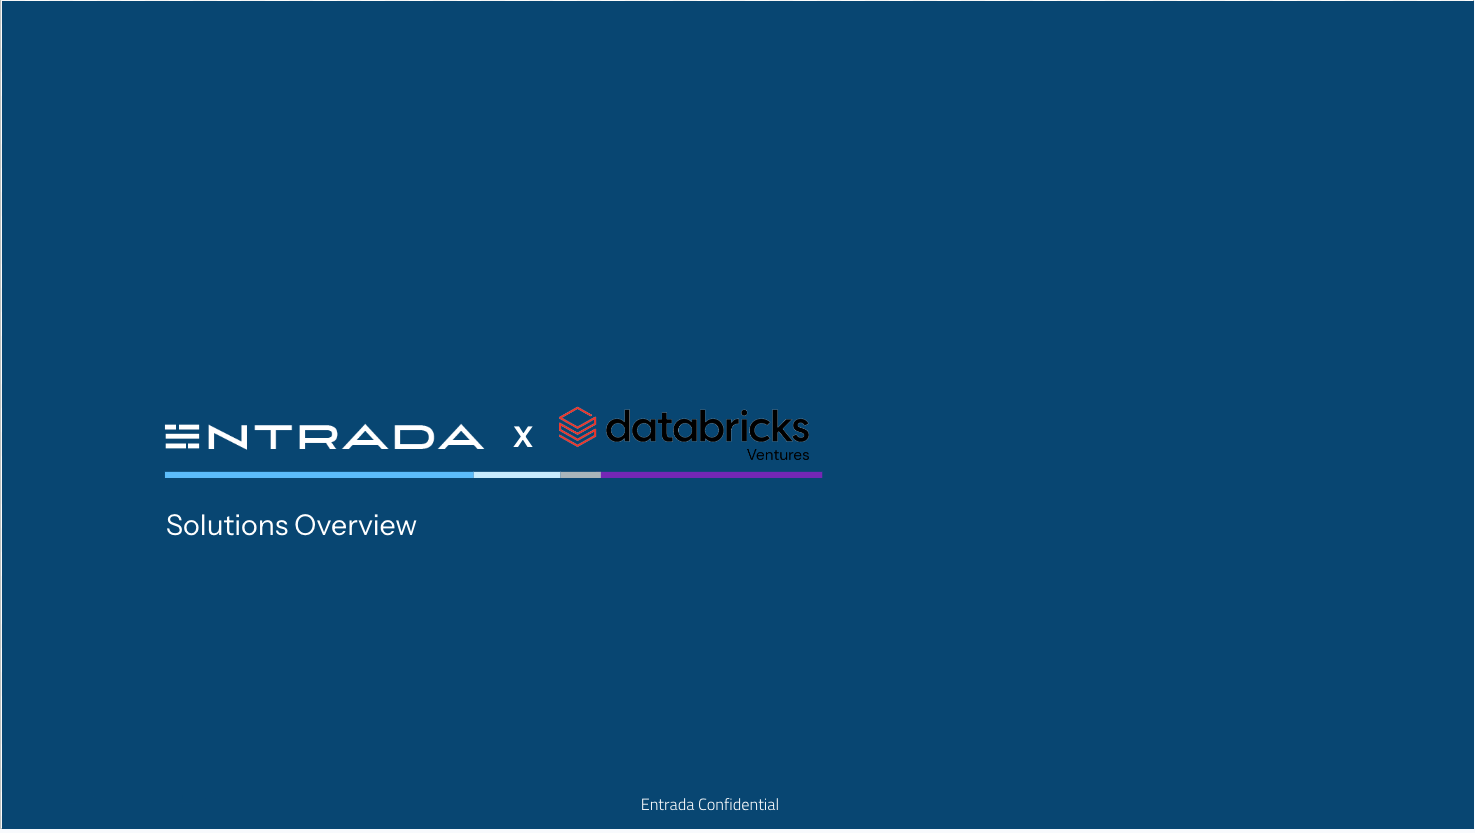 ENTRADA x databricks
Ventures
Solutions Overview
Entrada Confidential